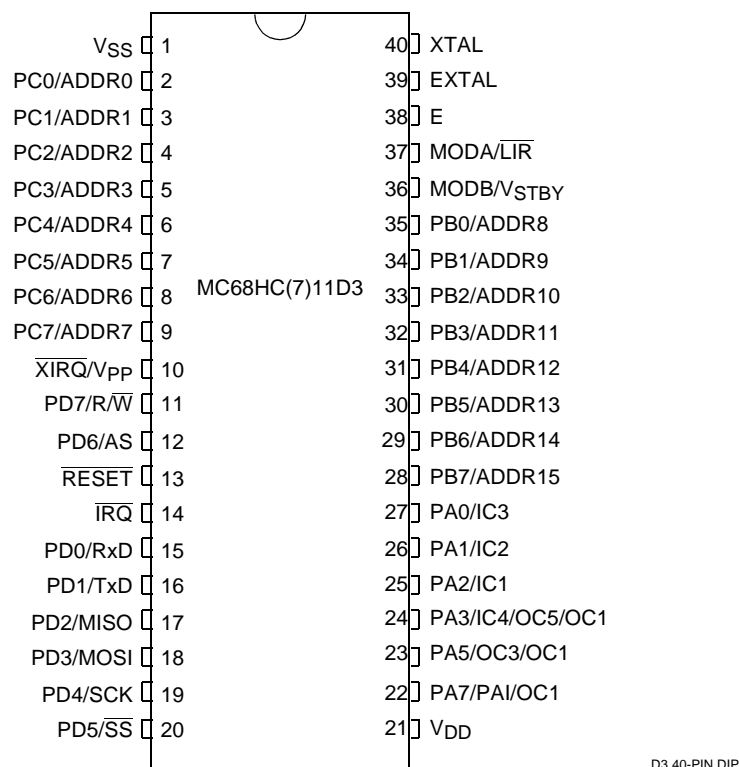 VSS 1
PC0/ADDR0 2
PC1/ADDR1 3
PC2/ADDR2 4
PC3/ADDR3 5
PC4/ADDR4 6
PC5/ADDR5 7
PC6/ADDR6 8
PC7/ADDR7 9
XIRQ/VPP 10
PD7/R/W 11
PD6/AS 12
RESET 13
IRQ 14
PD0/RxD 15
PD1/TxD 16
PD2/MISO 17
PD3/MOSI 18
PD4/SCK 19
PD5/SS 20
MC68HC(7)11D3
40 XTAL
39 EXTAL
38 E
37 MODA/LIR
36 MODB/VSTBY
35 PB0/ADDR8
34 PB1/ADDR9
33 PB2/ADDR10
32 PB3/ADDR11
31 PB4/ADDR12
30 PB5/ADDR13
29 PB6/ADDR14
28 PB7/ADDR15
27 PA0/IC3
26 PA1/IC2
25 PA2/IC1
24 PA3/IC4/OC5/OC1
23 PA5/OC3/OC1
22 PA7/PAI/OC1
21 VDD
D3 40-PIN DIP